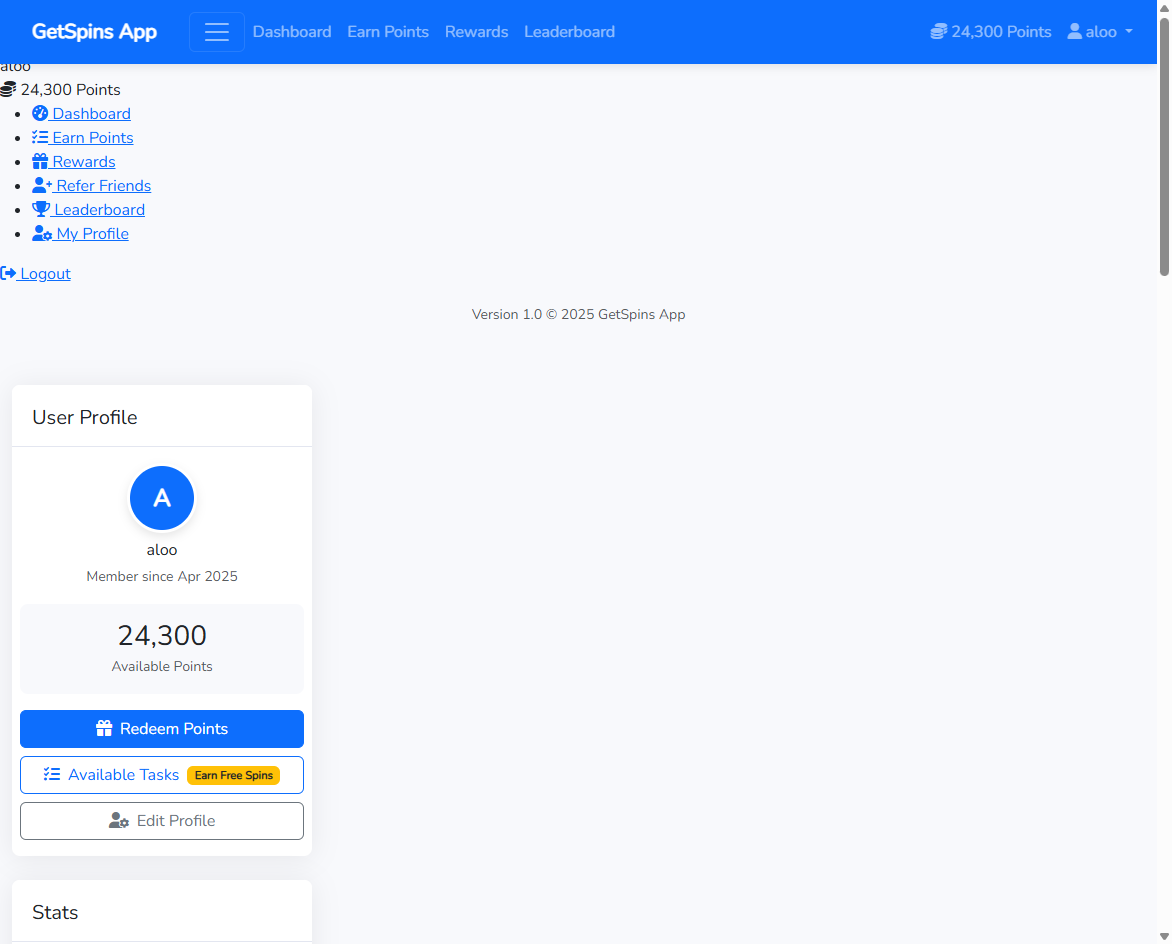 GetSpins App
Dashboard
Earn Points
Rewards
Leaderboard
24,300 Points
aloo
aloo
24,300 Points
Dashboard
Earn Points
Rewards
Refer Friends
Leaderboard
My Profile
Logout
Version 1.0 © 2025 GetSpins App
User Profile
A
aloo
Member since Apr 2025
24,300
Available Points
Redeem Points
Available Tasks Earn Free Spins
Edit Profile
Stats